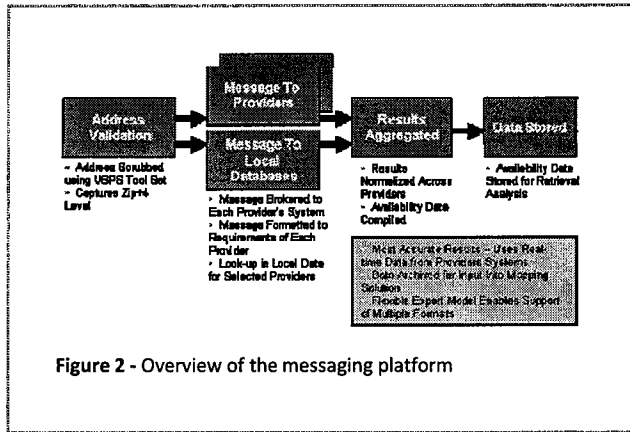 Message To
Providers
Address
Validation
Message To
Local
Databases
Results
Aggregated
Data Stored
- Address Scrubbed
using USPS Tool Set
- Captures Zip+4
Level
- Message Brokered to
Each Provider's System
- Message Formatted to
Requirements of Each
Provider
- Look-up in Local Data
for Selected Providers
- Results
Normalized Across
Providers
- Availability Data
Compiled
- Availability Data
Stored for Retrieval
Analysis
Most Accurate Results – Uses Real-
time Data from Providers Systems
Data Archived for Input Into Mapping
Solution
Flexible Expert Model Enables Support
of Multiple Formats
Figure 2 - Overview of the messaging platform